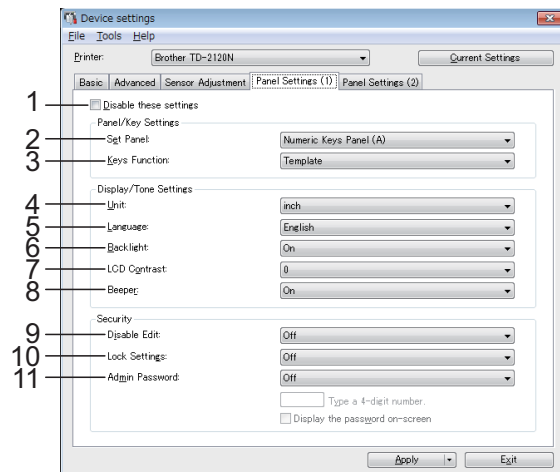 Device settings
File Tools Help
Printer: Brother TD-2120N Current Settings
Basic Advanced Sensor Adjustment Panel Settings (1) Panel Settings (2)
1 Disable these settings
Panel/Key Settings
2 Set Panel: Numeric Keys Panel (A)
3 Keys Function: Template
Display/Tone Settings
4 Unit: inch
5 Language: English
6 Backlight: On
7 LCD Contrast: 0
8 Beeper: On
Security
9 Disable Edit: Off
10 Lock Settings: Off
11 Admin Password: Off
Type a 4-digit number.
Display the password on-screen
Apply Exit